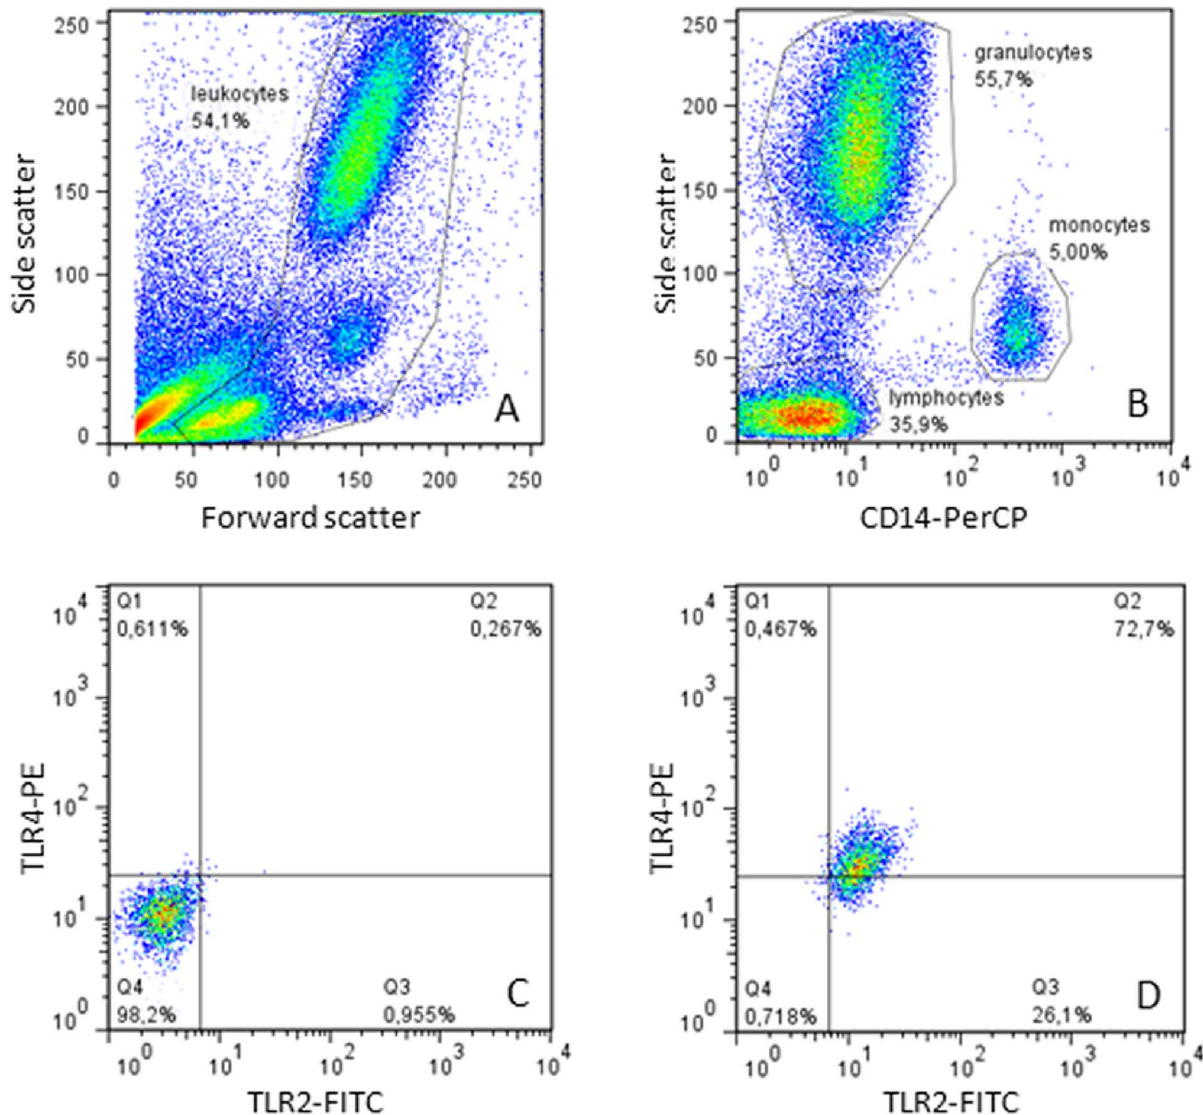 250
200
150
100
50
0
leukocytes
54,1%
A
0 50 100 150 200 250
Side scatter
Forward scatter
250
200
150
100
50
0
granulocytes
55,7%
monocytes
5,00%
lymphocytes
35,9%
B
10^0 10^1 10^2 10^3 10^4
Side scatter
CD14-PerCP
Q1
0,611%
Q2
0,267%
Q4
98,2%
Q3
0,955%
C
10^4
10^3
10^2
10^1
10^0
10^0 10^1 10^2 10^3 10^4
TLR4-PE
TLR2-FITC
Q1
0,467%
Q2
72,7%
Q4
0,718%
Q3
26,1%
D
10^4
10^3
10^2
10^1
10^0
10^0 10^1 10^2 10^3 10^4
TLR4-PE
TLR2-FITC